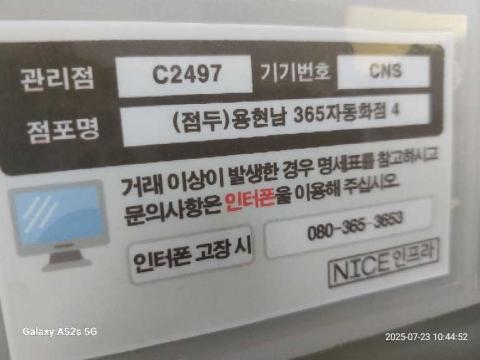 관리점 C2497 기기번호 CNS
점포명 (점두)용현남 365자동화점 4
거래 이상이 발생한 경우 명세표를 참고하시고
문의사항은 인터폰을 이용해 주십시오.
인터폰 고장 시 080-365-3653
NICE인프라
Galaxy A52s 5G 2025-07-23 10:44:52